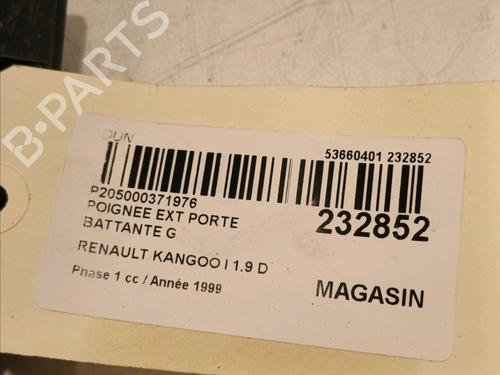 B-PARTS
DUN
53660401 232852
P205000371976
POIGNEE EXT PORTE
BATTANTE G
232852
RENAULT KANGOO I 1.9 D
Phase 1 cc / Année 1999
MAGASIN